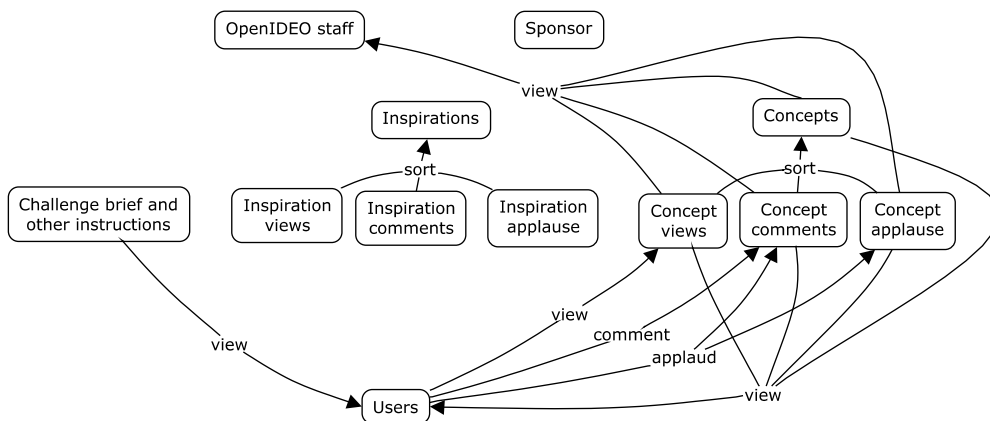 OpenIDEO staff
Sponsor
view
Inspirations
Concepts
sort
sort
Challenge brief and
other instructions
Inspiration
views
Inspiration
comments
Inspiration
applause
Concept
views
Concept
comments
Concept
applause
view
comment
view
applaud
view
Users